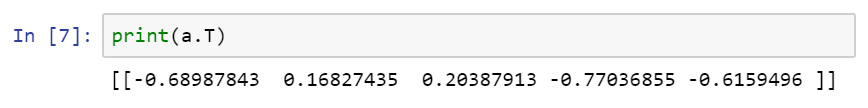 In [7]: print(a.T)
[[-0.68987843  0.16827435  0.20387913 -0.77036855 -0.6159496 ]]